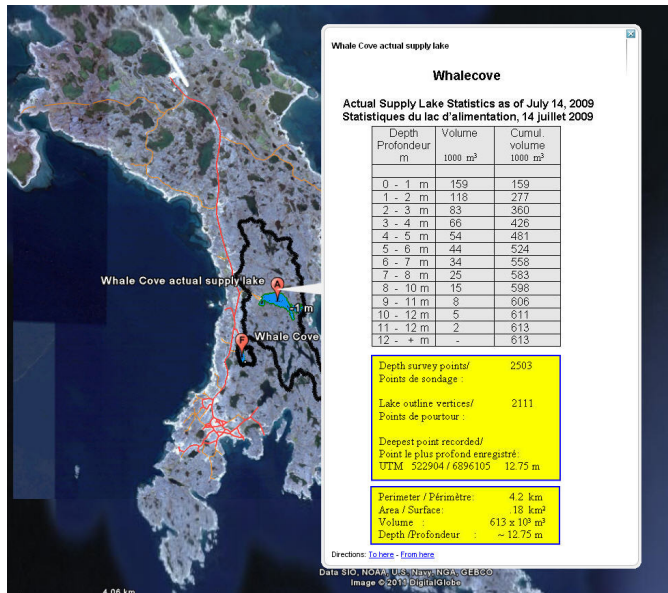 Whale Cove actual supply lake
Whalecove
Actual Supply Lake Statistics as of July 14, 2009
Statistiques du lac d'alimentation, 14 juillet 2009
Depth Volume Cumul.
Profondeur volume
m 1000 m³ 1000 m³
0 - 1 m 159 159
1 - 2 m 118 277
2 - 3 m 83 360
3 - 4 m 66 426
4 - 5 m 54 481
5 - 6 m 44 524
6 - 7 m 34 558
7 - 8 m 25 583
8 - 10 m 15 598
9 - 11 m 8 606
10 - 12 m 5 611
11 - 12 m 2 613
12 - + m - 613
Depth survey points/ 2503
Points de sondage :
Lake outline vertices/ 2111
Points de pourtour :
Deepest point recorded/
Point le plus profond enregistré:
UTM 522904 / 6896105 12.75 m
Perimeter / Périmètre: 4.2 km
Area / Surface: .18 km²
Volume : 613 x 10³ m³
Depth /Profondeur : ~ 12.75 m
Directions: To here - From here
Whale Cove actual supply lake
A
-1 m
Whale Cove
F
Data SIO, NOAA, U.S. Navy, NGA, GEBCO
Image © 2011 DigitalGlobe
4.06 km